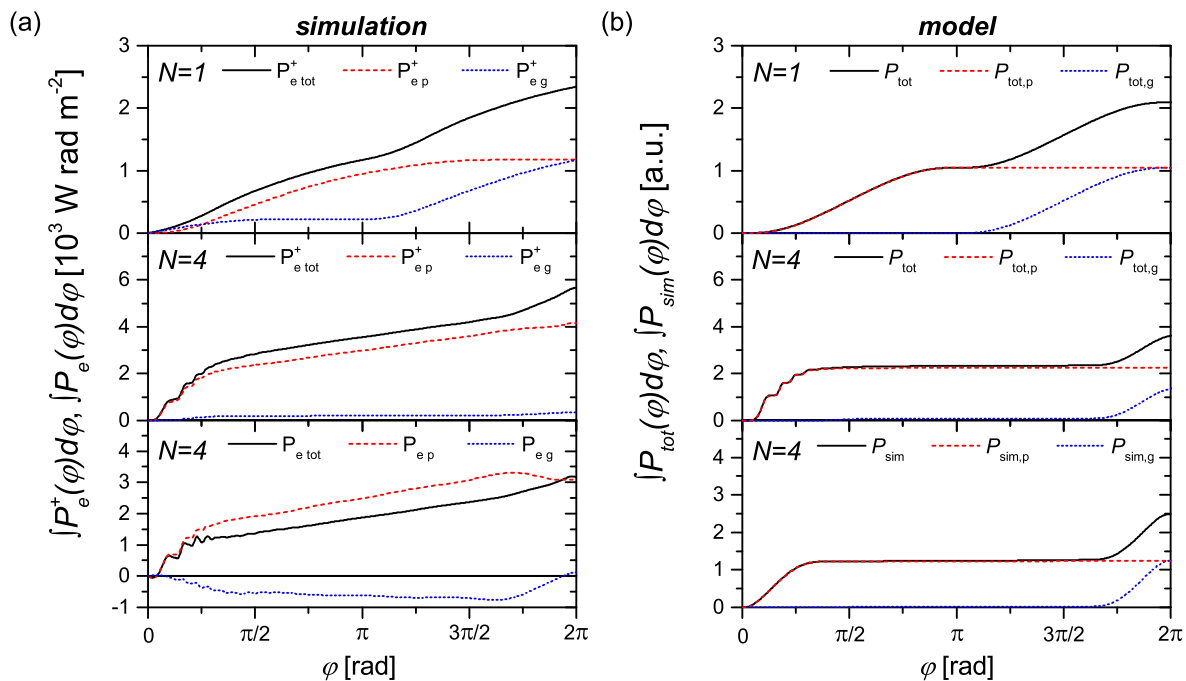 (a) simulation
(b) model
∫P⁺ₑ(φ)dφ, ∫Pₑ(φ)dφ [10³ W rad m⁻²]
N=1 P⁺e tot P⁺e p P⁺e g
3
2
1
0
N=4 P⁺e tot P⁺e p P⁺e g
6
4
2
0
N=4 Pe tot Pe p Pe g
4
3
2
1
0
-1
0 π/2 π 3π/2 2π
φ [rad]
∫Ptot(φ)dφ, ∫Psim(φ)dφ [a.u.]
N=1 Ptot Ptot,p Ptot,g
3
2
1
0
N=4 Ptot Ptot,p Ptot,g
6
4
2
0
N=4 Psim Psim,p Psim,g
4
3
2
1
0
0 π/2 π 3π/2 2π
φ [rad]